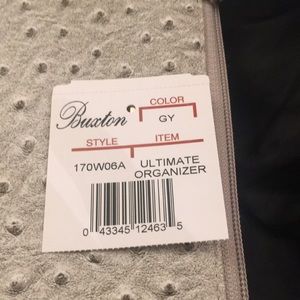 Buxton
COLOR
GY
STYLE ITEM
170W06A ULTIMATE
ORGANIZER
0 43345 12463 5